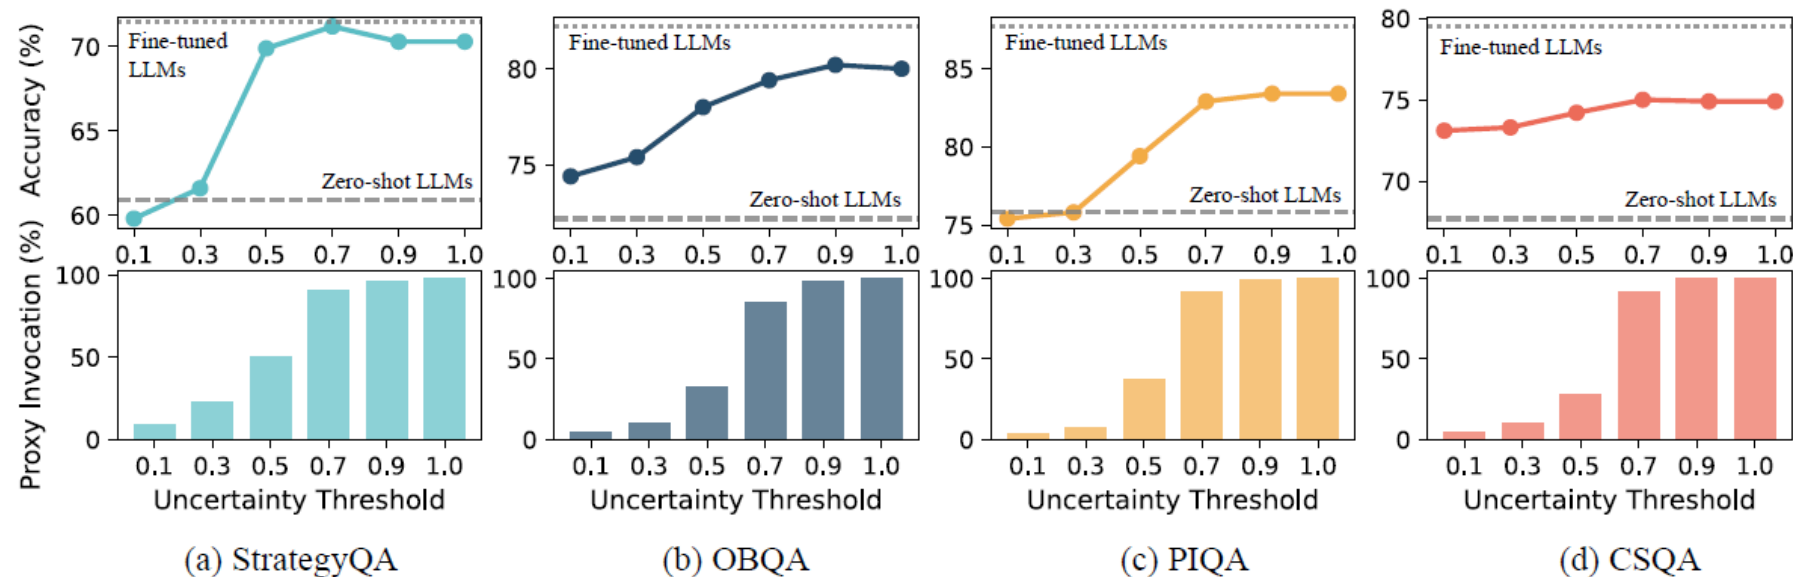 Accuracy (%)
70
65
60
Fine-tuned
LLMs
Zero-shot LLMs
0.1 0.3 0.5 0.7 0.9 1.0
80
75
Fine-tuned LLMs
Zero-shot LLMs
0.1 0.3 0.5 0.7 0.9 1.0
85
80
75
Fine-tuned LLMs
Zero-shot LLMs
0.1 0.3 0.5 0.7 0.9 1.0
80
75
70
Fine-tuned LLMs
Zero-shot LLMs
0.1 0.3 0.5 0.7 0.9 1.0
Proxy Invocation (%)
100
50
0
0.1 0.3 0.5 0.7 0.9 1.0
Uncertainty Threshold
100
50
0
0.1 0.3 0.5 0.7 0.9 1.0
Uncertainty Threshold
100
50
0
0.1 0.3 0.5 0.7 0.9 1.0
Uncertainty Threshold
100
50
0
0.1 0.3 0.5 0.7 0.9 1.0
Uncertainty Threshold
(a) StrategyQA
(b) OBQA
(c) PIQA
(d) CSQA